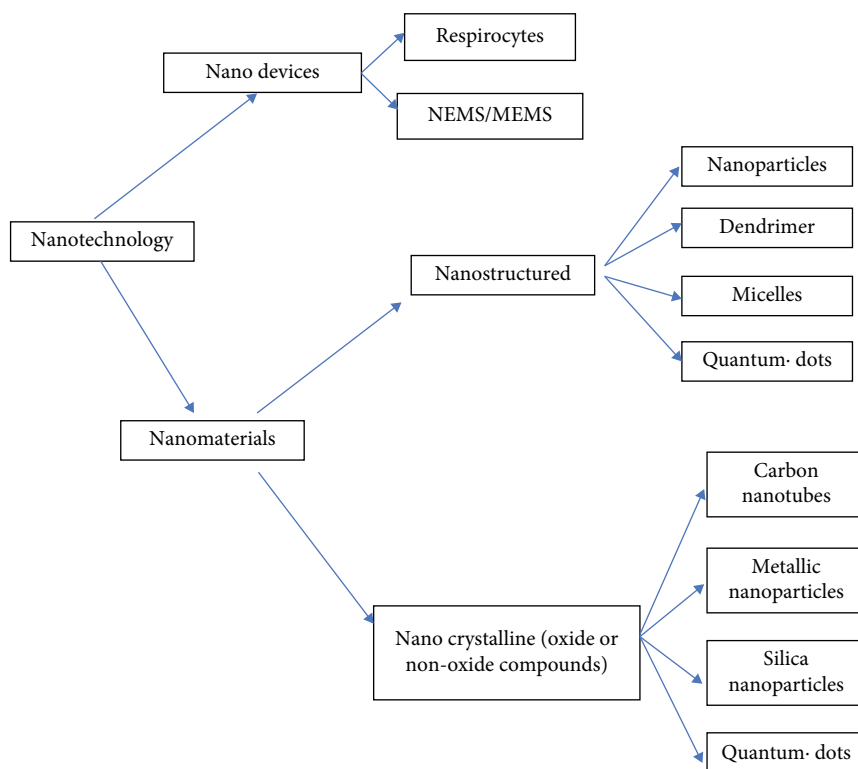 Respirocytes
Nano devices
NEMS/MEMS
Nanoparticles
Dendrimer
Nanotechnology
Nanostructured
Micelles
Quantum· dots
Nanomaterials
Carbon
nanotubes
Metallic
nanoparticles
Nano crystalline (oxide or
non-oxide compounds)
Silica
nanoparticles
Quantum· dots